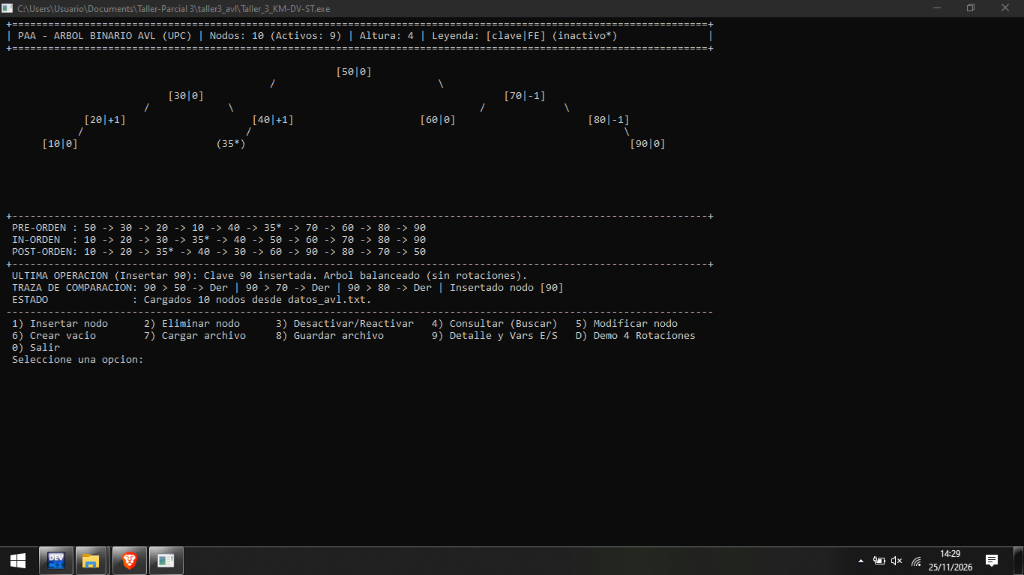 C:\Users\Usuario\Documents\Taller-Parcial 3\taller3_avl\Taller_3_KM-DV-ST.exe
+====================================================================================================================+
| PAA - ARBOL BINARIO AVL (UPC) | Nodos: 10 (Activos: 9) | Altura: 4 | Leyenda: [clave|FE] (inactivo*) |
+====================================================================================================================+
[50|0]
/ \
[30|0] [70|-1]
/ \ / \
[20|+1] [40|+1] [60|0] [80|-1]
/ / \
[10|0] (35*) [90|0]
+--------------------------------------------------------------------------------------------------------------------+
PRE-ORDEN : 50 -> 30 -> 20 -> 10 -> 40 -> 35* -> 70 -> 60 -> 80 -> 90
IN-ORDEN : 10 -> 20 -> 30 -> 35* -> 40 -> 50 -> 60 -> 70 -> 80 -> 90
POST-ORDEN: 10 -> 20 -> 35* -> 40 -> 30 -> 60 -> 90 -> 80 -> 70 -> 50
+--------------------------------------------------------------------------------------------------------------------+
ULTIMA OPERACION (Insertar 90): Clave 90 insertada. Arbol balanceado (sin rotaciones).
TRAZA DE COMPARACION: 90 > 50 -> Der | 90 > 70 -> Der | 90 > 80 -> Der | Insertado nodo [90]
ESTADO : Cargados 10 nodos desde datos_avl.txt.
----------------------------------------------------------------------------------------------------------------------
1) Insertar nodo 2) Eliminar nodo 3) Desactivar/Reactivar 4) Consultar (Buscar) 5) Modificar nodo
6) Crear vacio 7) Cargar archivo 8) Guardar archivo 9) Detalle y Vars E/S D) Demo 4 Rotaciones
0) Salir
Seleccione una opcion:
DEV
14:29
25/11/2026